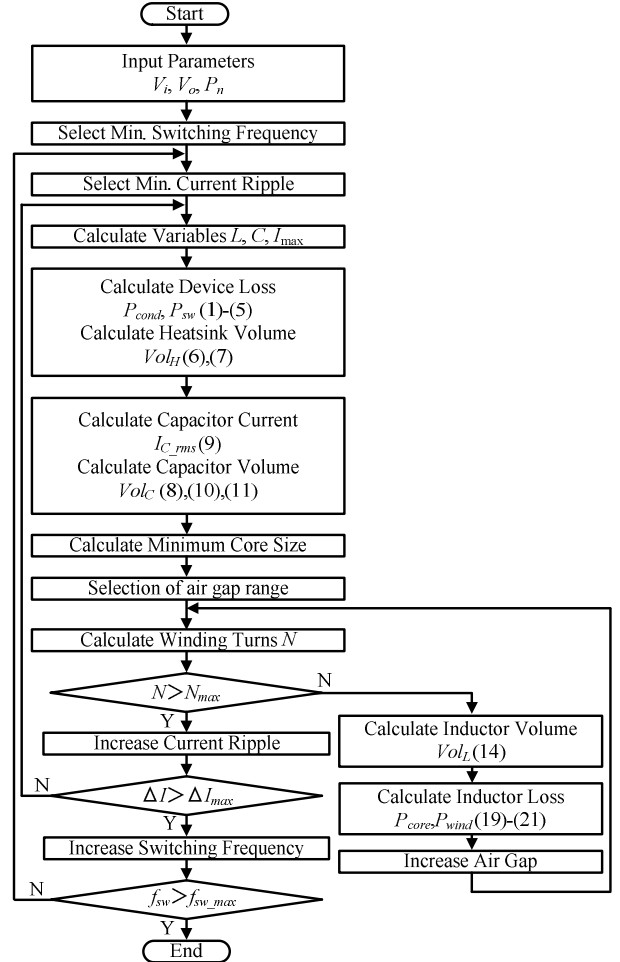 Start
Input Parameters
Vi, Vo, Pn
Select Min. Switching Frequency
Select Min. Current Ripple
Calculate Variables L, C, Imax
Calculate Device Loss
Pcond, Psw (1)-(5)
Calculate Heatsink Volume
VolH (6),(7)
Calculate Capacitor Current
IC_rms (9)
Calculate Capacitor Volume
VolC (8),(10),(11)
Calculate Minimum Core Size
Selection of air gap range
Calculate Winding Turns N
N>Nmax
N
Y
Calculate Inductor Volume
VolL (14)
Calculate Inductor Loss
Pcore,Pwind (19)-(21)
Increase Air Gap
Increase Current Ripple
N
ΔI>ΔImax
Y
Increase Switching Frequency
N
fsw>fsw_max
Y
End